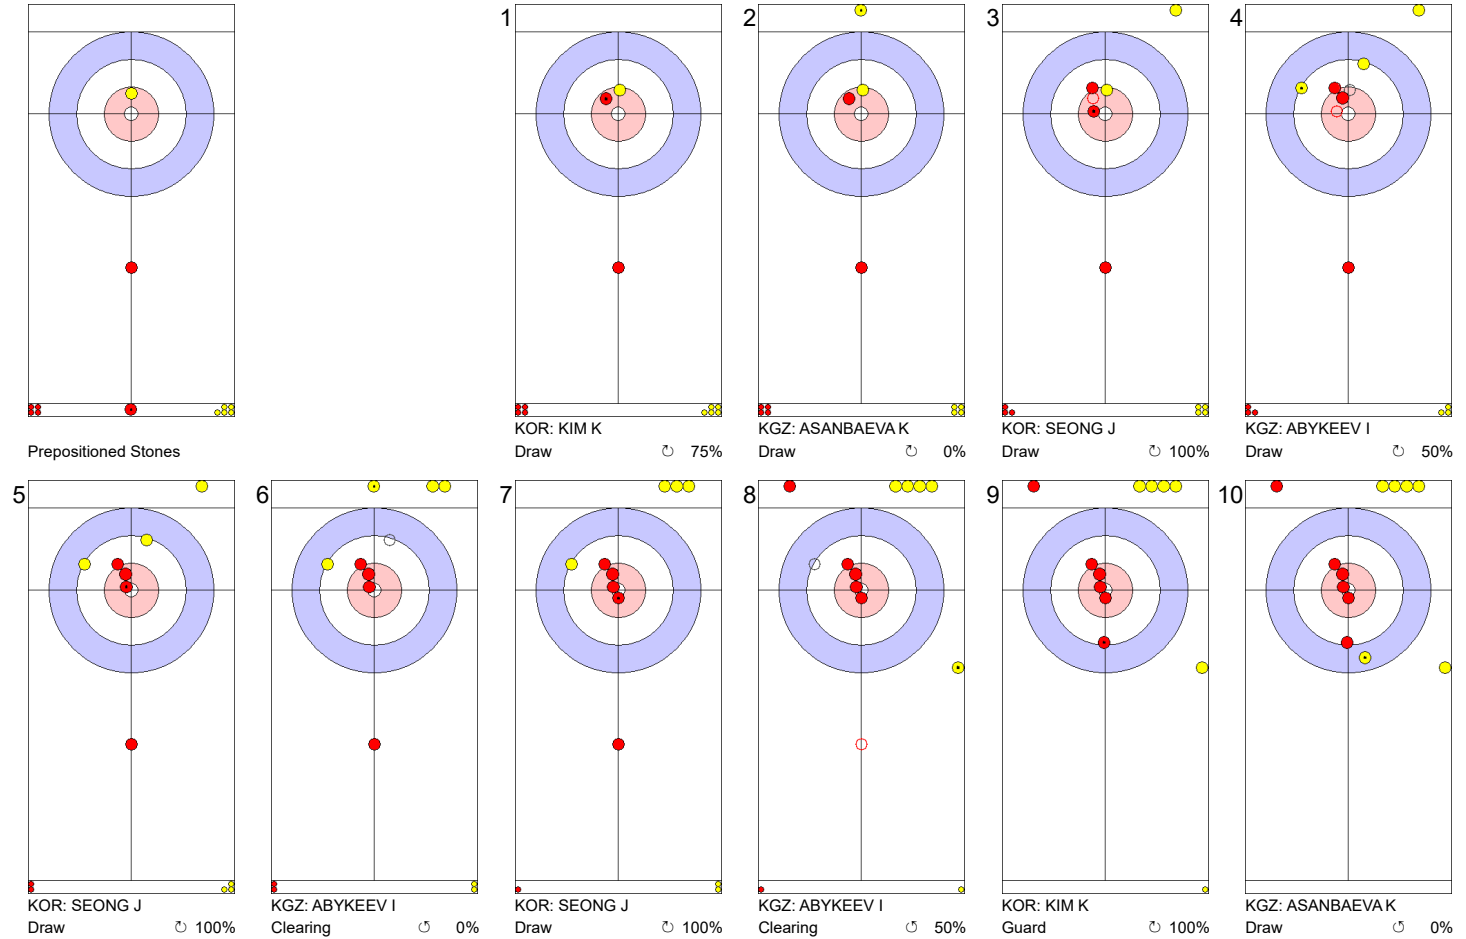 Prepositioned Stones
1
KOR: KIM K
Draw ↻ 75%
2
KGZ: ASANBAEVA K
Draw ↻ 0%
3
KOR: SEONG J
Draw ↻ 100%
4
KGZ: ABYKEEV I
Draw ↻ 50%
5
KOR: SEONG J
Draw ↻ 100%
6
KGZ: ABYKEEV I
Clearing ↺ 0%
7
KOR: SEONG J
Draw ↻ 100%
8
KGZ: ABYKEEV I
Clearing ↺ 50%
9
KOR: KIM K
Guard ↻ 100%
10
KGZ: ASANBAEVA K
Draw ↺ 0%